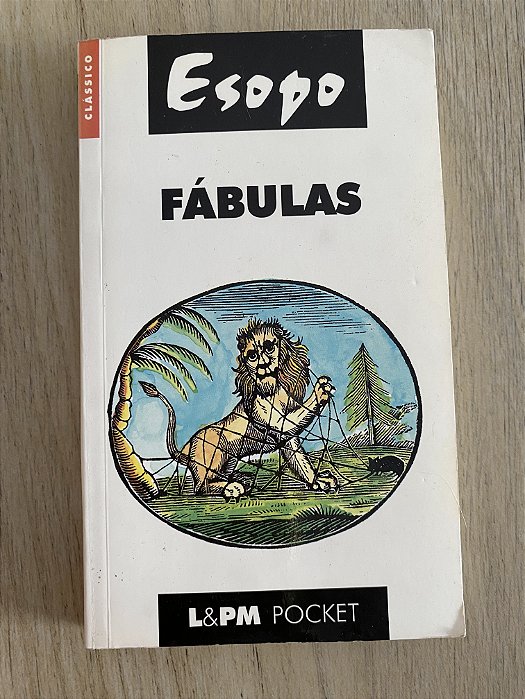 CLÁSSICO
Esopo
FÁBULAS
L&PM POCKET